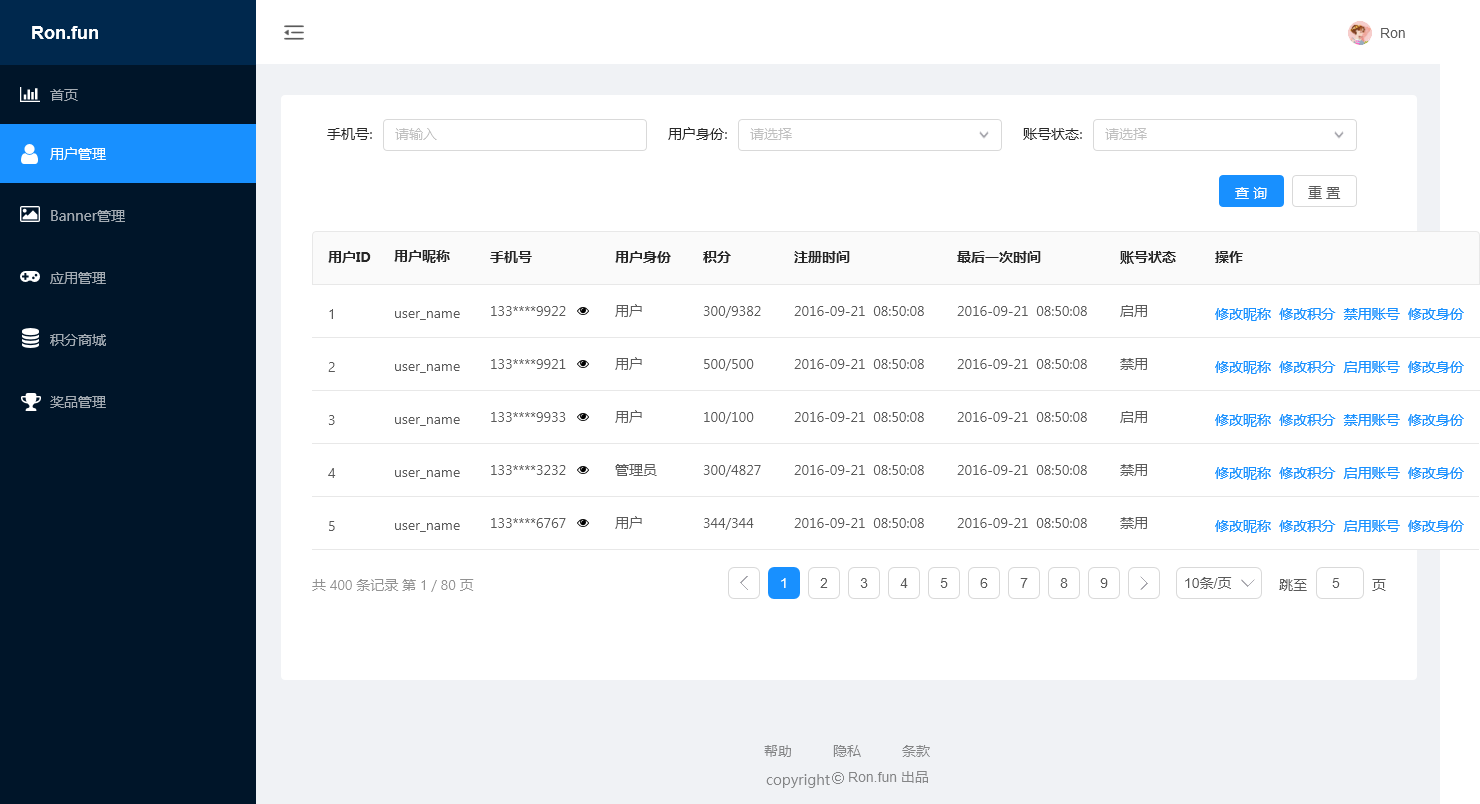 Ron.fun
Ron
首页
用户管理
Banner管理
应用管理
积分商城
奖品管理
手机号: 请输入 用户身份: 请选择 账号状态: 请选择
查 询 重 置
用户ID 用户昵称 手机号 用户身份 积分 注册时间 最后一次时间 账号状态 操作
1 user_name 133****9922 用户 300/9382 2016-09-21 08:50:08 2016-09-21 08:50:08 启用 修改昵称 修改积分 禁用账号 修改身份
2 user_name 133****9921 用户 500/500 2016-09-21 08:50:08 2016-09-21 08:50:08 禁用 修改昵称 修改积分 启用账号 修改身份
3 user_name 133****9933 用户 100/100 2016-09-21 08:50:08 2016-09-21 08:50:08 启用 修改昵称 修改积分 禁用账号 修改身份
4 user_name 133****3232 管理员 300/4827 2016-09-21 08:50:08 2016-09-21 08:50:08 禁用 修改昵称 修改积分 启用账号 修改身份
5 user_name 133****6767 用户 344/344 2016-09-21 08:50:08 2016-09-21 08:50:08 禁用 修改昵称 修改积分 启用账号 修改身份
共 400 条记录 第 1 / 80 页 1 2 3 4 5 6 7 8 9 10条/页 跳至 5 页
帮助 隐私 条款
copyright© Ron.fun 出品